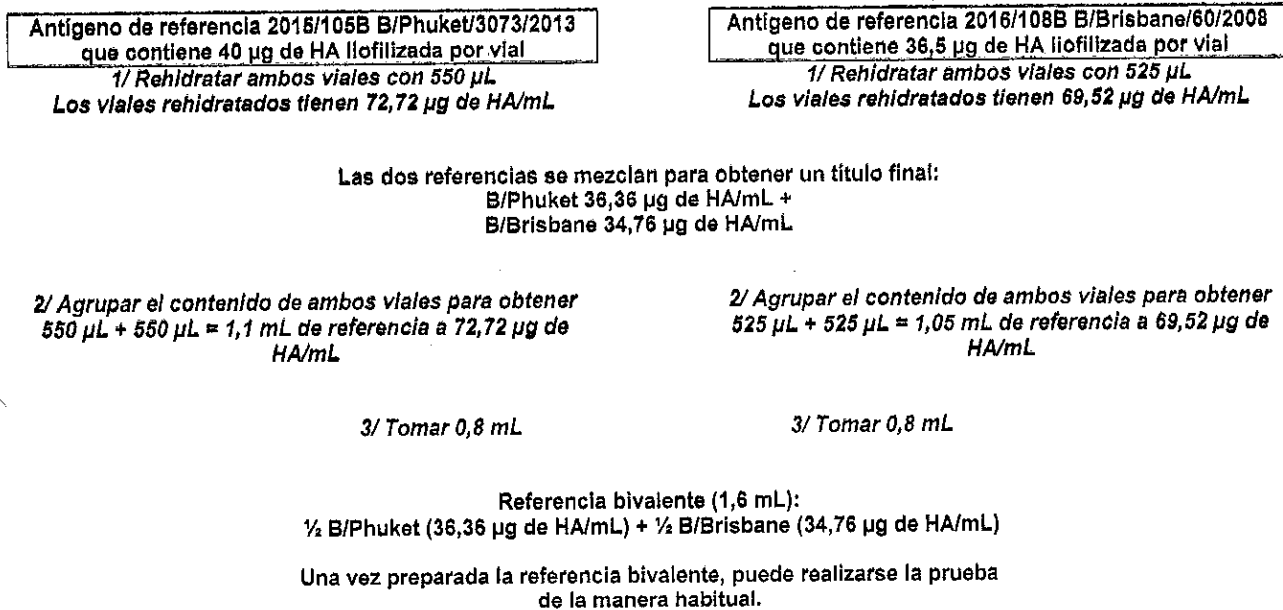 Antígeno de referencia 2016/105B B/Phuket/3073/2013
que contiene 40 µg de HA liofilizada por vial
1/ Rehidratar ambos viales con 550 µL
Los viales rehidratados tienen 72,72 µg de HA/mL
Antígeno de referencia 2016/108B B/Brisbane/60/2008
que contiene 36,5 µg de HA liofilizada por vial
1/ Rehidratar ambos viales con 525 µL
Los viales rehidratados tienen 69,52 µg de HA/mL
Las dos referencias se mezclan para obtener un título final:
B/Phuket 36,36 µg de HA/mL +
B/Brisbane 34,76 µg de HA/mL
2/ Agrupar el contenido de ambos viales para obtener
550 µL + 550 µL = 1,1 mL de referencia a 72,72 µg de
HA/mL
2/ Agrupar el contenido de ambos viales para obtener
525 µL + 525 µL = 1,05 mL de referencia a 69,52 µg de
HA/mL
3/ Tomar 0,8 mL
3/ Tomar 0,8 mL
Referencia bivalente (1,6 mL):
½ B/Phuket (36,36 µg de HA/mL) + ½ B/Brisbane (34,76 µg de HA/mL)
Una vez preparada la referencia bivalente, puede realizarse la prueba
de la manera habitual.